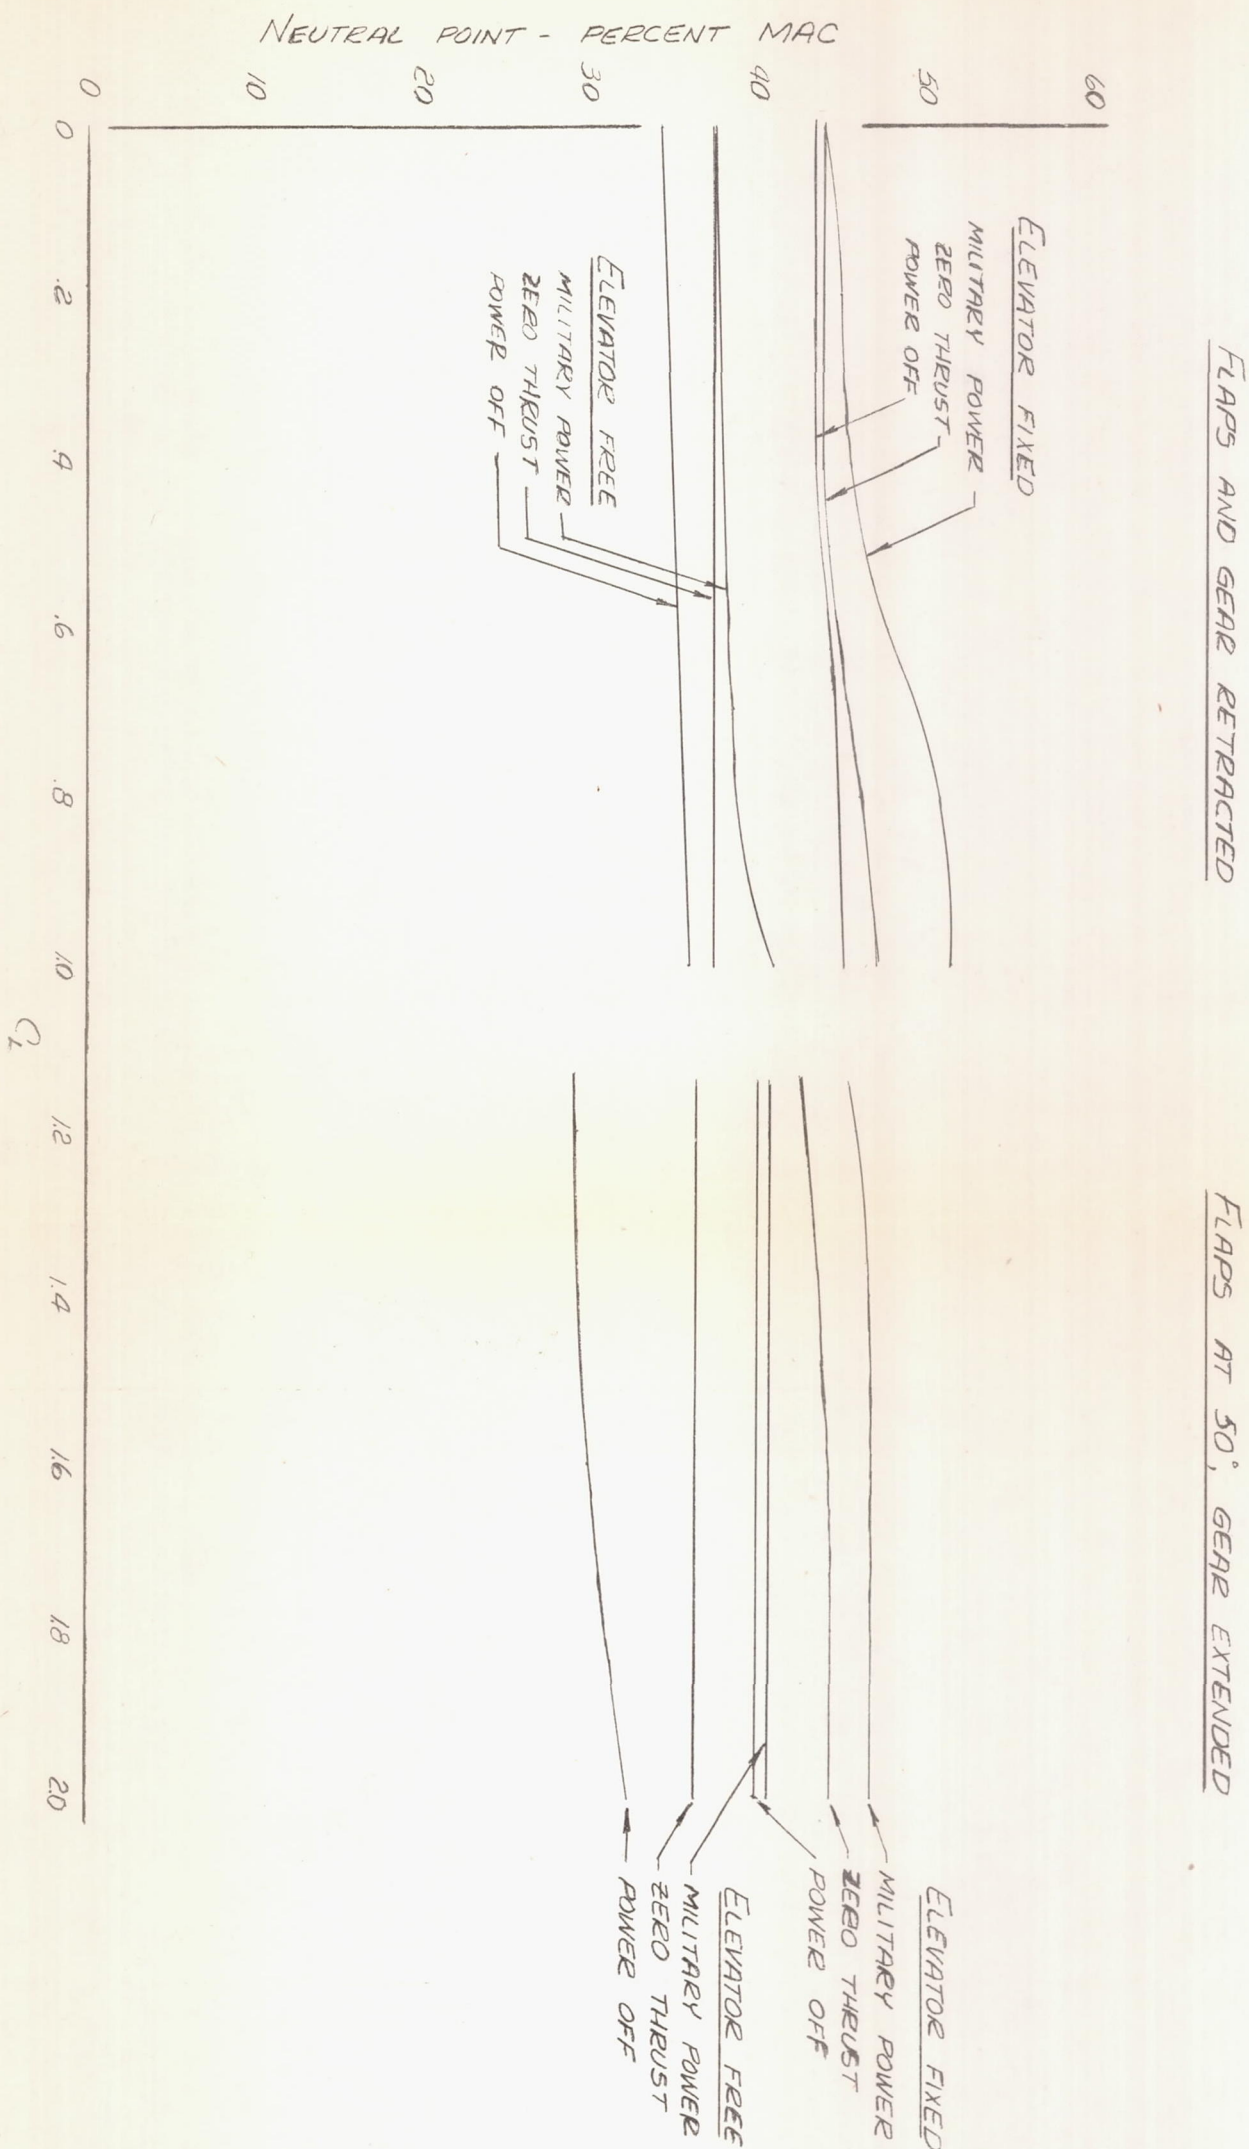 FLAPS AND GEAR RETRACTED
FLAPS AT 50°, GEAR EXTENDED
NEUTRAL POINT - PERCENT MAC
60
50
40
30
20
10
0
ELEVATOR FIXED
MILITARY POWER
ZERO THRUST
POWER OFF
ELEVATOR FREE
MILITARY POWER
ZERO THRUST
POWER OFF
ELEVATOR FIXED
MILITARY POWER
ZERO THRUST
POWER OFF
ELEVATOR FREE
MILITARY POWER
ZERO THRUST
POWER OFF
0 .2 .4 .6 .8 1.0 1.2 1.4 1.6 1.8 2.0
CL